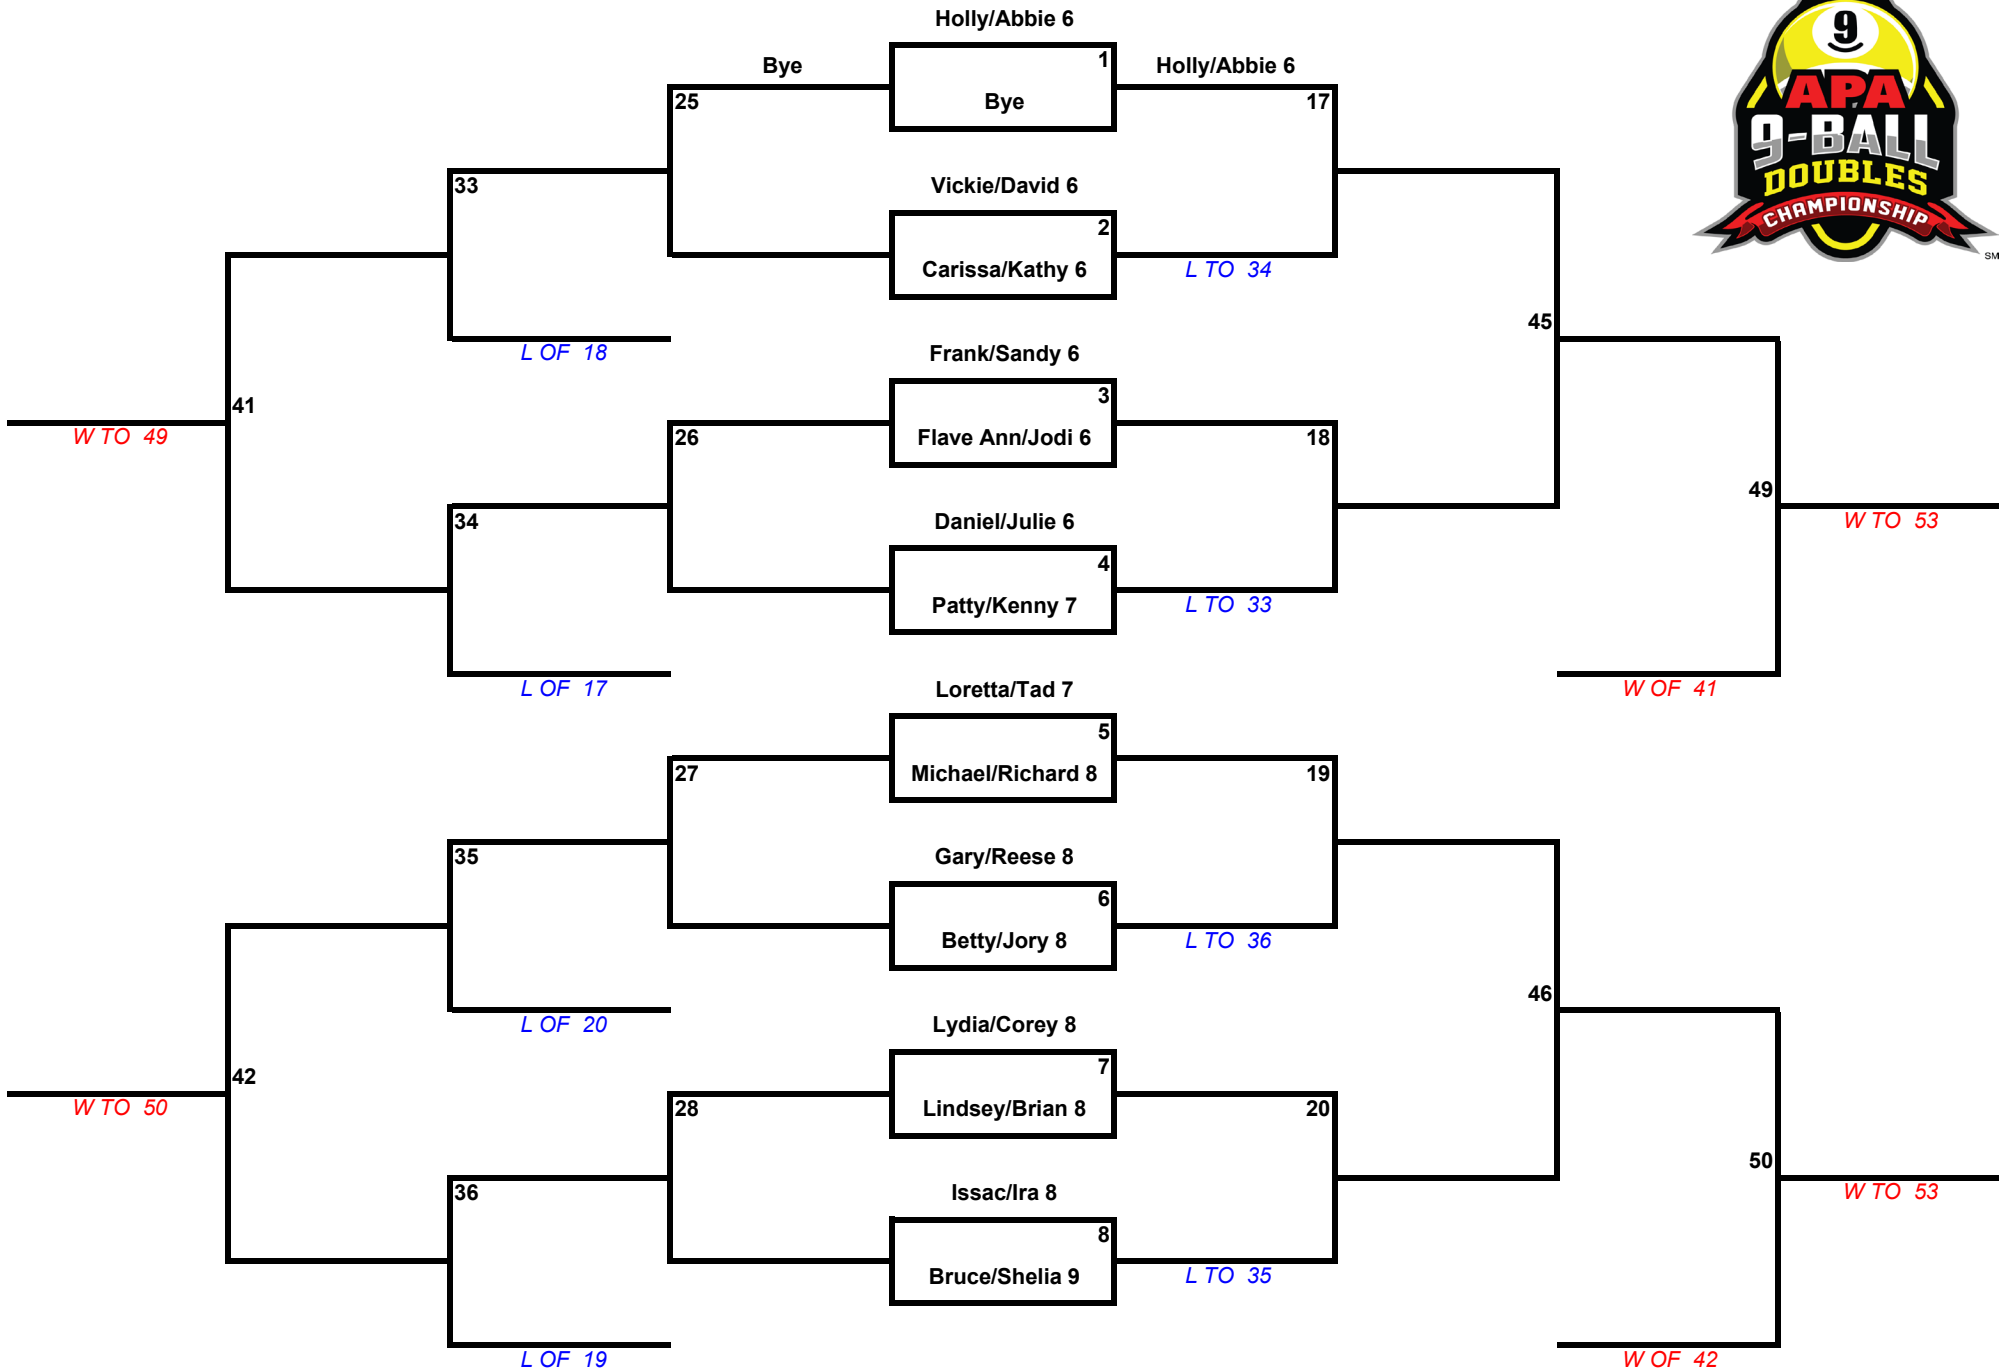 Holly/Abbie 6
9
Bye
1
Holly/Abbie 6
25
Bye
17
APA
9-BALL
DOUBLES
CHAMPIONSHIP
SM
33
Vickie/David 6
2
Carissa/Kathy 6
L TO 34
45
L OF 18
Frank/Sandy 6
41
3
W TO 49
26
Flave Ann/Jodi 6
18
49
34
Daniel/Julie 6
W TO 53
4
Patty/Kenny 7
L TO 33
L OF 17
Loretta/Tad 7
W OF 41
5
27
Michael/Richard 8
19
35
Gary/Reese 8
6
Betty/Jory 8
L TO 36
46
L OF 20
Lydia/Corey 8
42
7
W TO 50
28
Lindsey/Brian 8
20
50
36
Issac/Ira 8
W TO 53
8
Bruce/Shelia 9
L TO 35
L OF 19
W OF 42